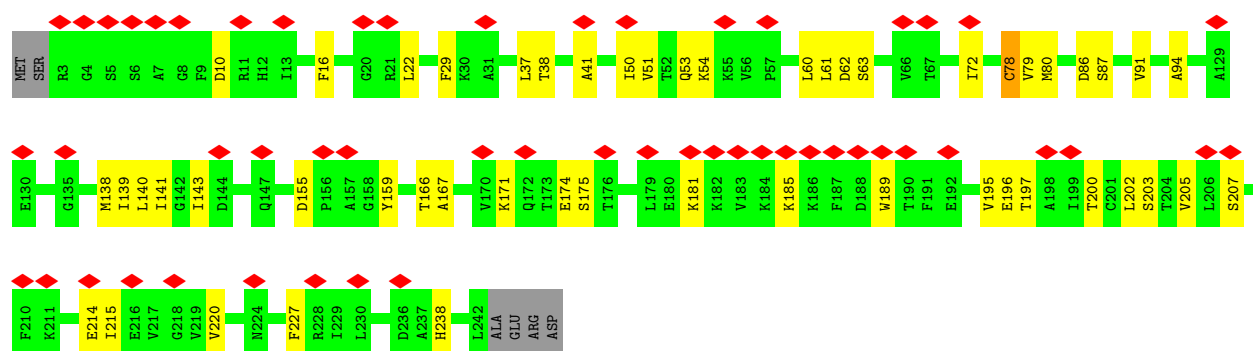 MET SER R3 G4 S5 S6 A7 G8 F9 D10 R11 H12 I13 F16 G20 R21 L22 F29 K30 A31 L37 T38 A41 I50 V51 T52 Q53 K54 K55 V56 P57 L60 L61 D62 S63 V66 T67 I72 C78 V79 M80 D86 S87 V91 A94 A129
E130 G135 M138 I139 L140 I141 G142 I143 D144 Q147 D155 P156 A157 G158 Y159 T166 A167 V170 K171 Q172 T173 E174 S175 T176 L179 E180 K181 K182 V183 K184 K185 K186 F187 D188 W189 T190 F191 E192 V195 E196 T197 A198 I199 T200 C201 L202 S203 T204 V205 L206 S207
F210 K211 E214 I215 E216 V217 G218 V219 V220 N224 F227 R228 I229 L230 D236 A237 H238 L242 ALA GLU ARG ASP